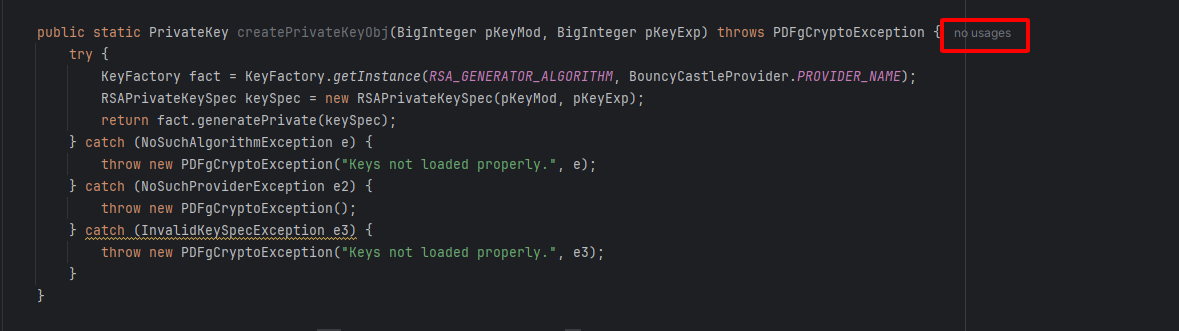 public static PrivateKey createPrivateKeyObj(BigInteger pKeyMod, BigInteger pKeyExp) throws PDFgCryptoException { no usages
try {
KeyFactory fact = KeyFactory.getInstance(RSA_GENERATOR_ALGORITHM, BouncyCastleProvider.PROVIDER_NAME);
RSAPrivateKeySpec keySpec = new RSAPrivateKeySpec(pKeyMod, pKeyExp);
return fact.generatePrivate(keySpec);
} catch (NoSuchAlgorithmException e) {
throw new PDFgCryptoException("Keys not loaded properly.", e);
} catch (NoSuchProviderException e2) {
throw new PDFgCryptoException();
} catch (InvalidKeySpecException e3) {
throw new PDFgCryptoException("Keys not loaded properly.", e3);
}
}